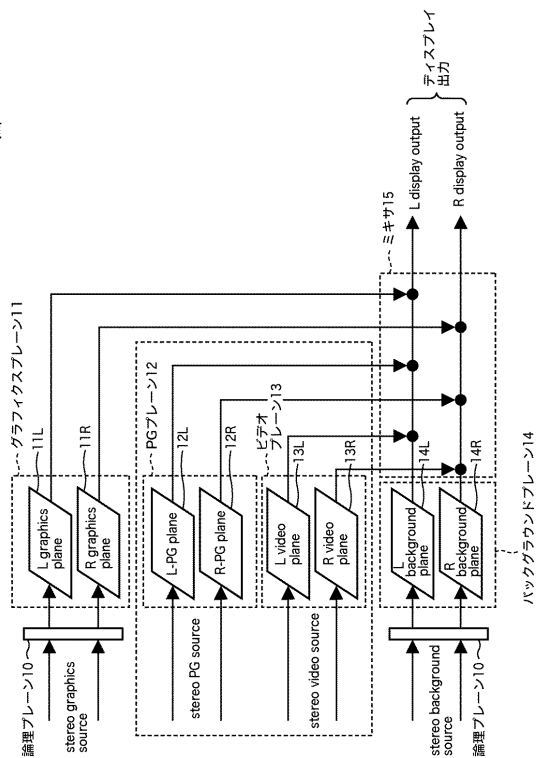 論理プレーン10
stereo graphics
source
グラフィクスプレーン11
L graphics
plane
11L
R graphics
plane
11R
PGプレーン12
stereo PG source
L-PG plane
12L
R-PG plane
12R
ビデオ
プレーン13
stereo video source
L video
plane
13L
R video
plane
13R
ミキサ15
stereo background
source
論理プレーン10
L
background
plane
14L
R
background
plane
14R
バックグラウンドプレーン14
L display output
R display output
ディスプレイ
出力